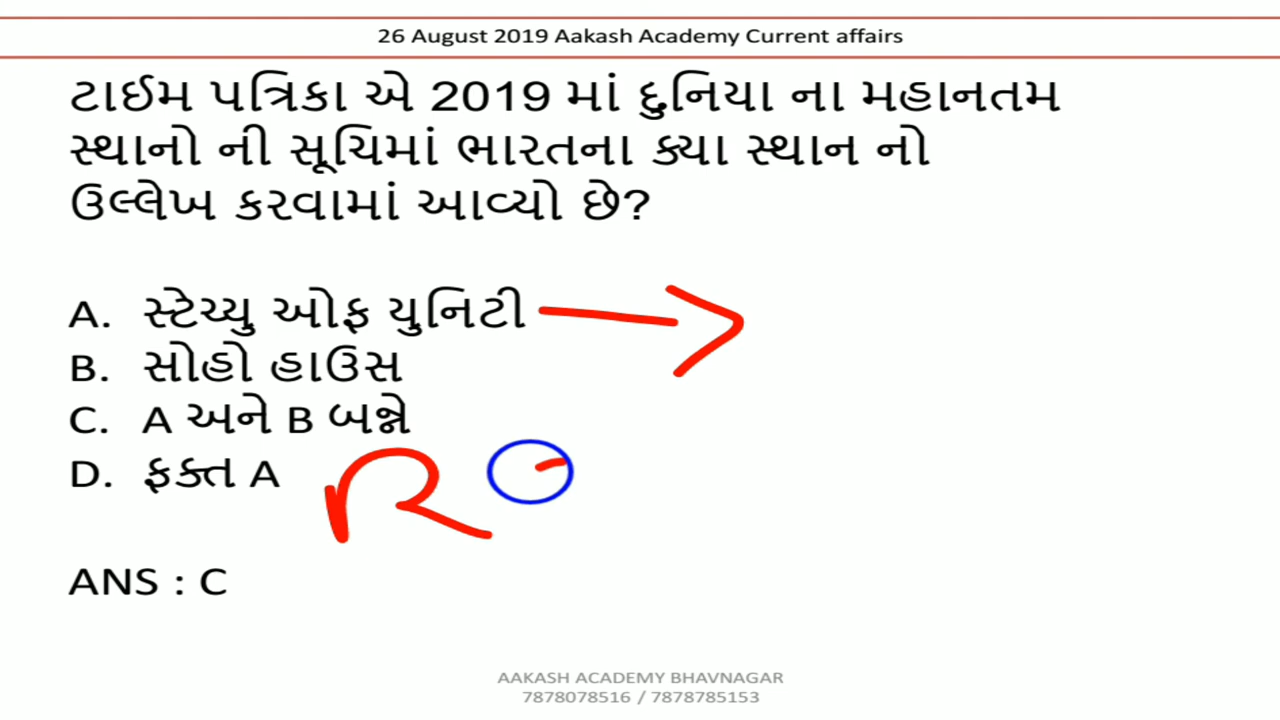 26 August 2019 Aakash Academy Current affairs
ટાઈમ પત્રિકા એ 2019 માં દુનિયા ના મહાનતમ
સ્થાનો ની સૂચિમાં ભારતના ક્યા સ્થાન નો
ઉલ્લેખ કરવામાં આવ્યો છે?
A. સ્ટેચ્યુ ઓફ યુનિટી
B. સોહો હાઉસ
C. A અને B બન્ને
D. ફક્ત A
R
ANS : C
AAKASH ACADEMY BHAVNAGAR
7878078516 / 7878785153